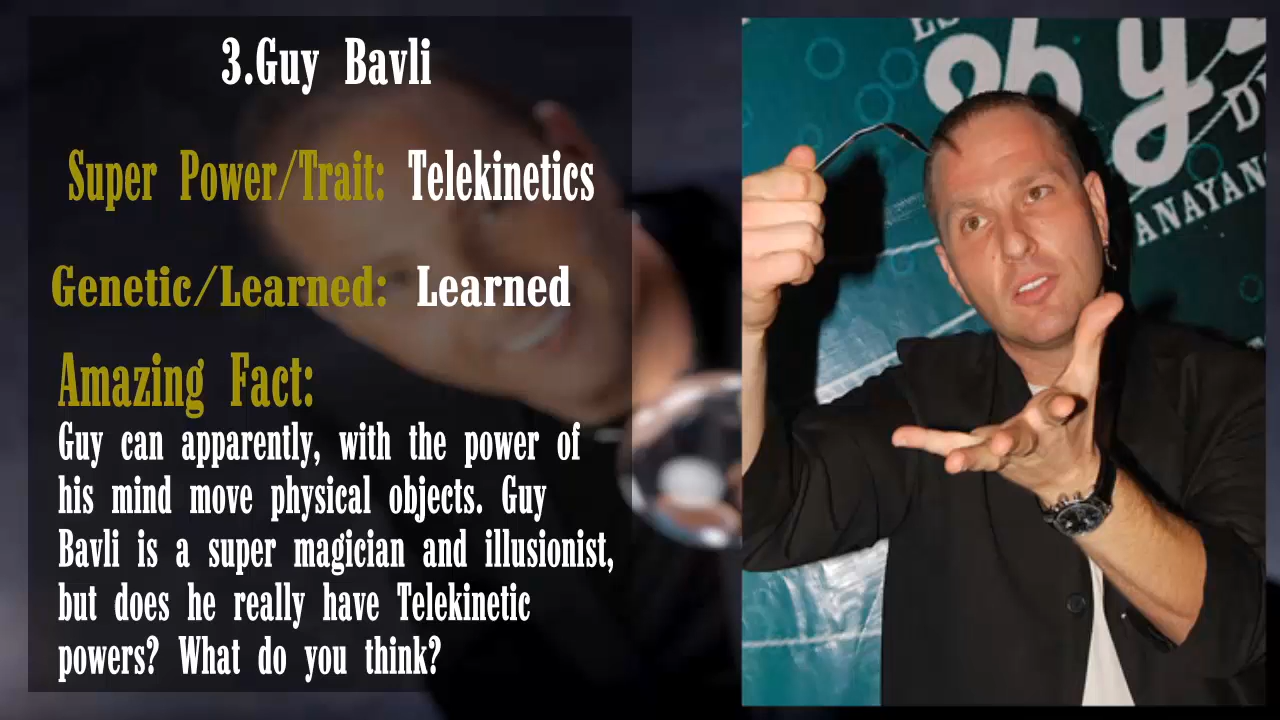 3.Guy Bavli
Super Power/Trait: Telekinetics
Genetic/Learned: Learned
Amazing Fact:
Guy can apparently, with the power of
his mind move physical objects. Guy
Bavli is a super magician and illusionist,
but does he really have Telekinetic
powers? What do you think?
ANAYAN